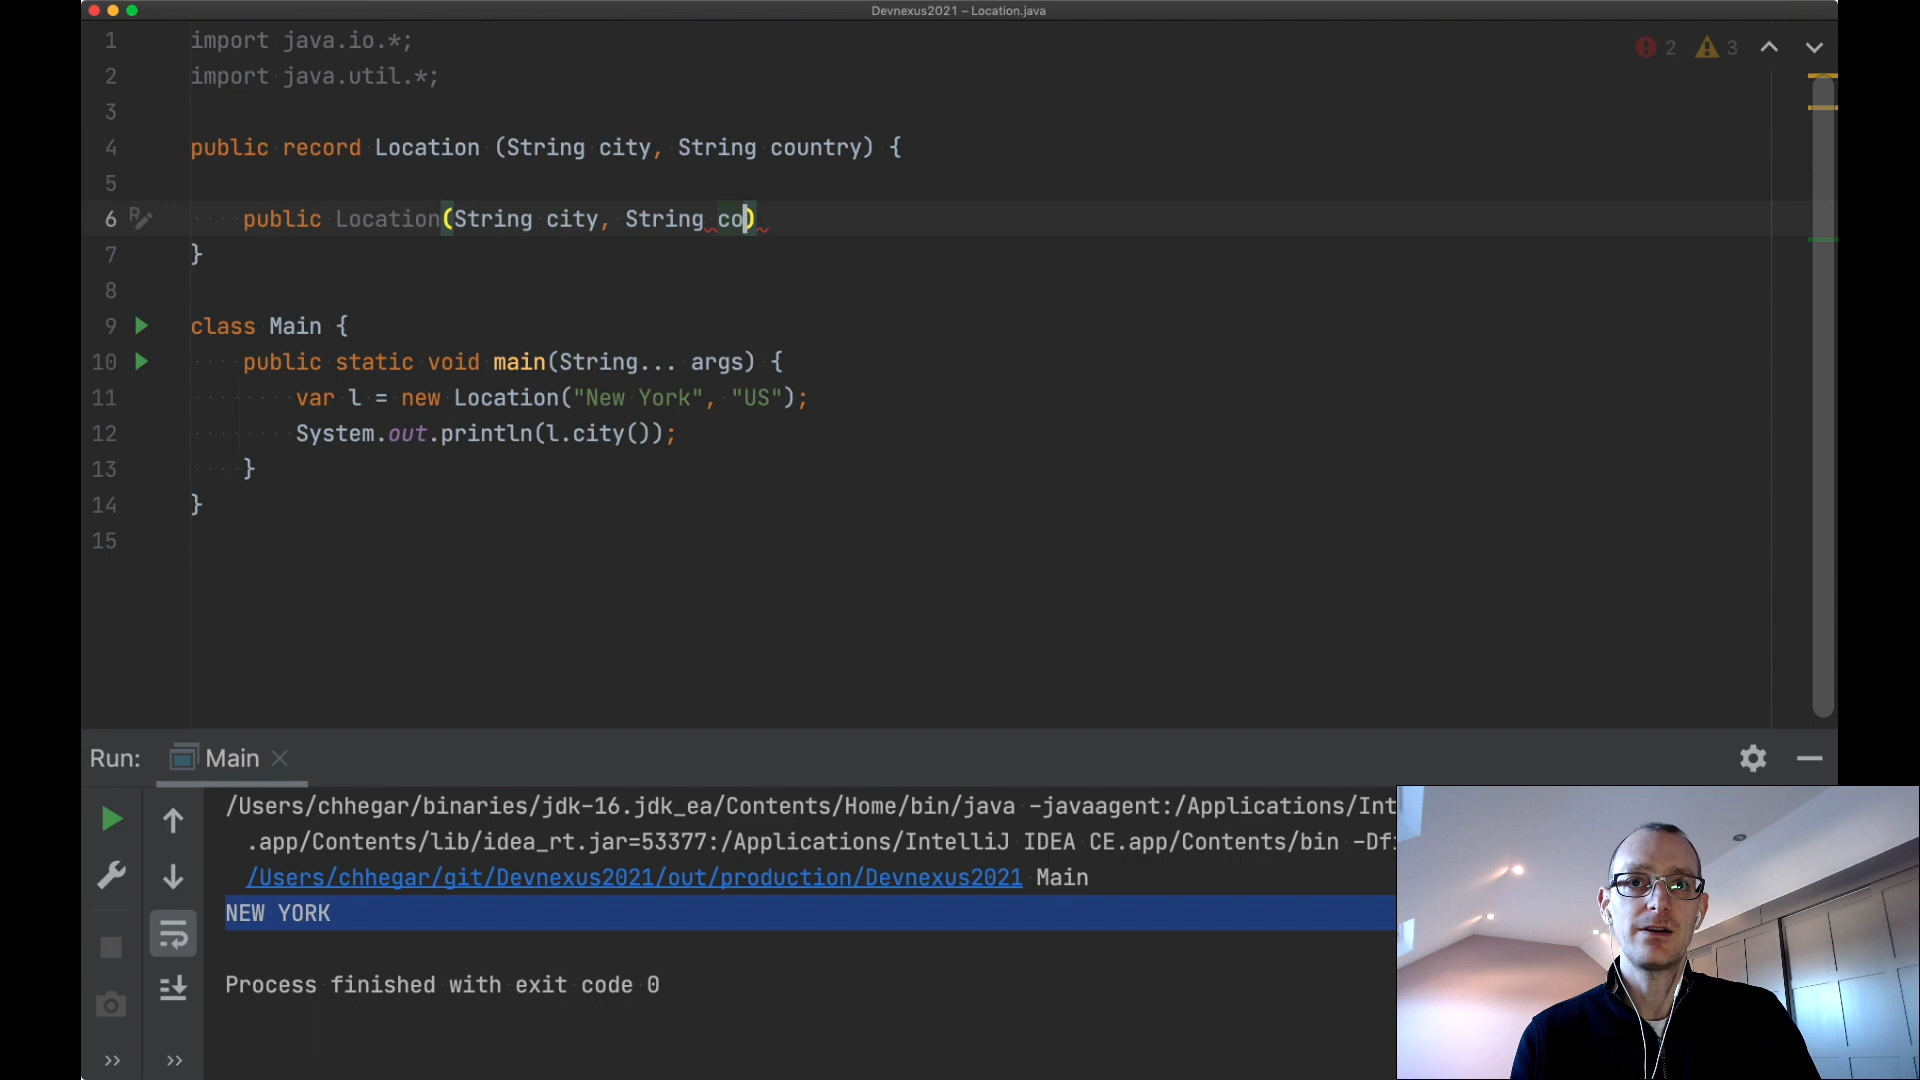 Devnexus2021 – Location.java
1 import java.io.*;
2 import java.util.*;
3
4 public record Location (String city, String country) {
5
6 public Location(String city, String co)
7 }
8
9 class Main {
10 public static void main(String... args) {
11 var l = new Location("New York", "US");
12 System.out.println(l.city());
13 }
14 }
15
2 3
Run: Main
/Users/chhegar/binaries/jdk-16.jdk_ea/Contents/Home/bin/java -javaagent:/Applications/Int
.app/Contents/lib/idea_rt.jar=53377:/Applications/IntelliJ IDEA CE.app/Contents/bin -Dfi
/Users/chhegar/git/Devnexus2021/out/production/Devnexus2021 Main
NEW YORK
Process finished with exit code 0